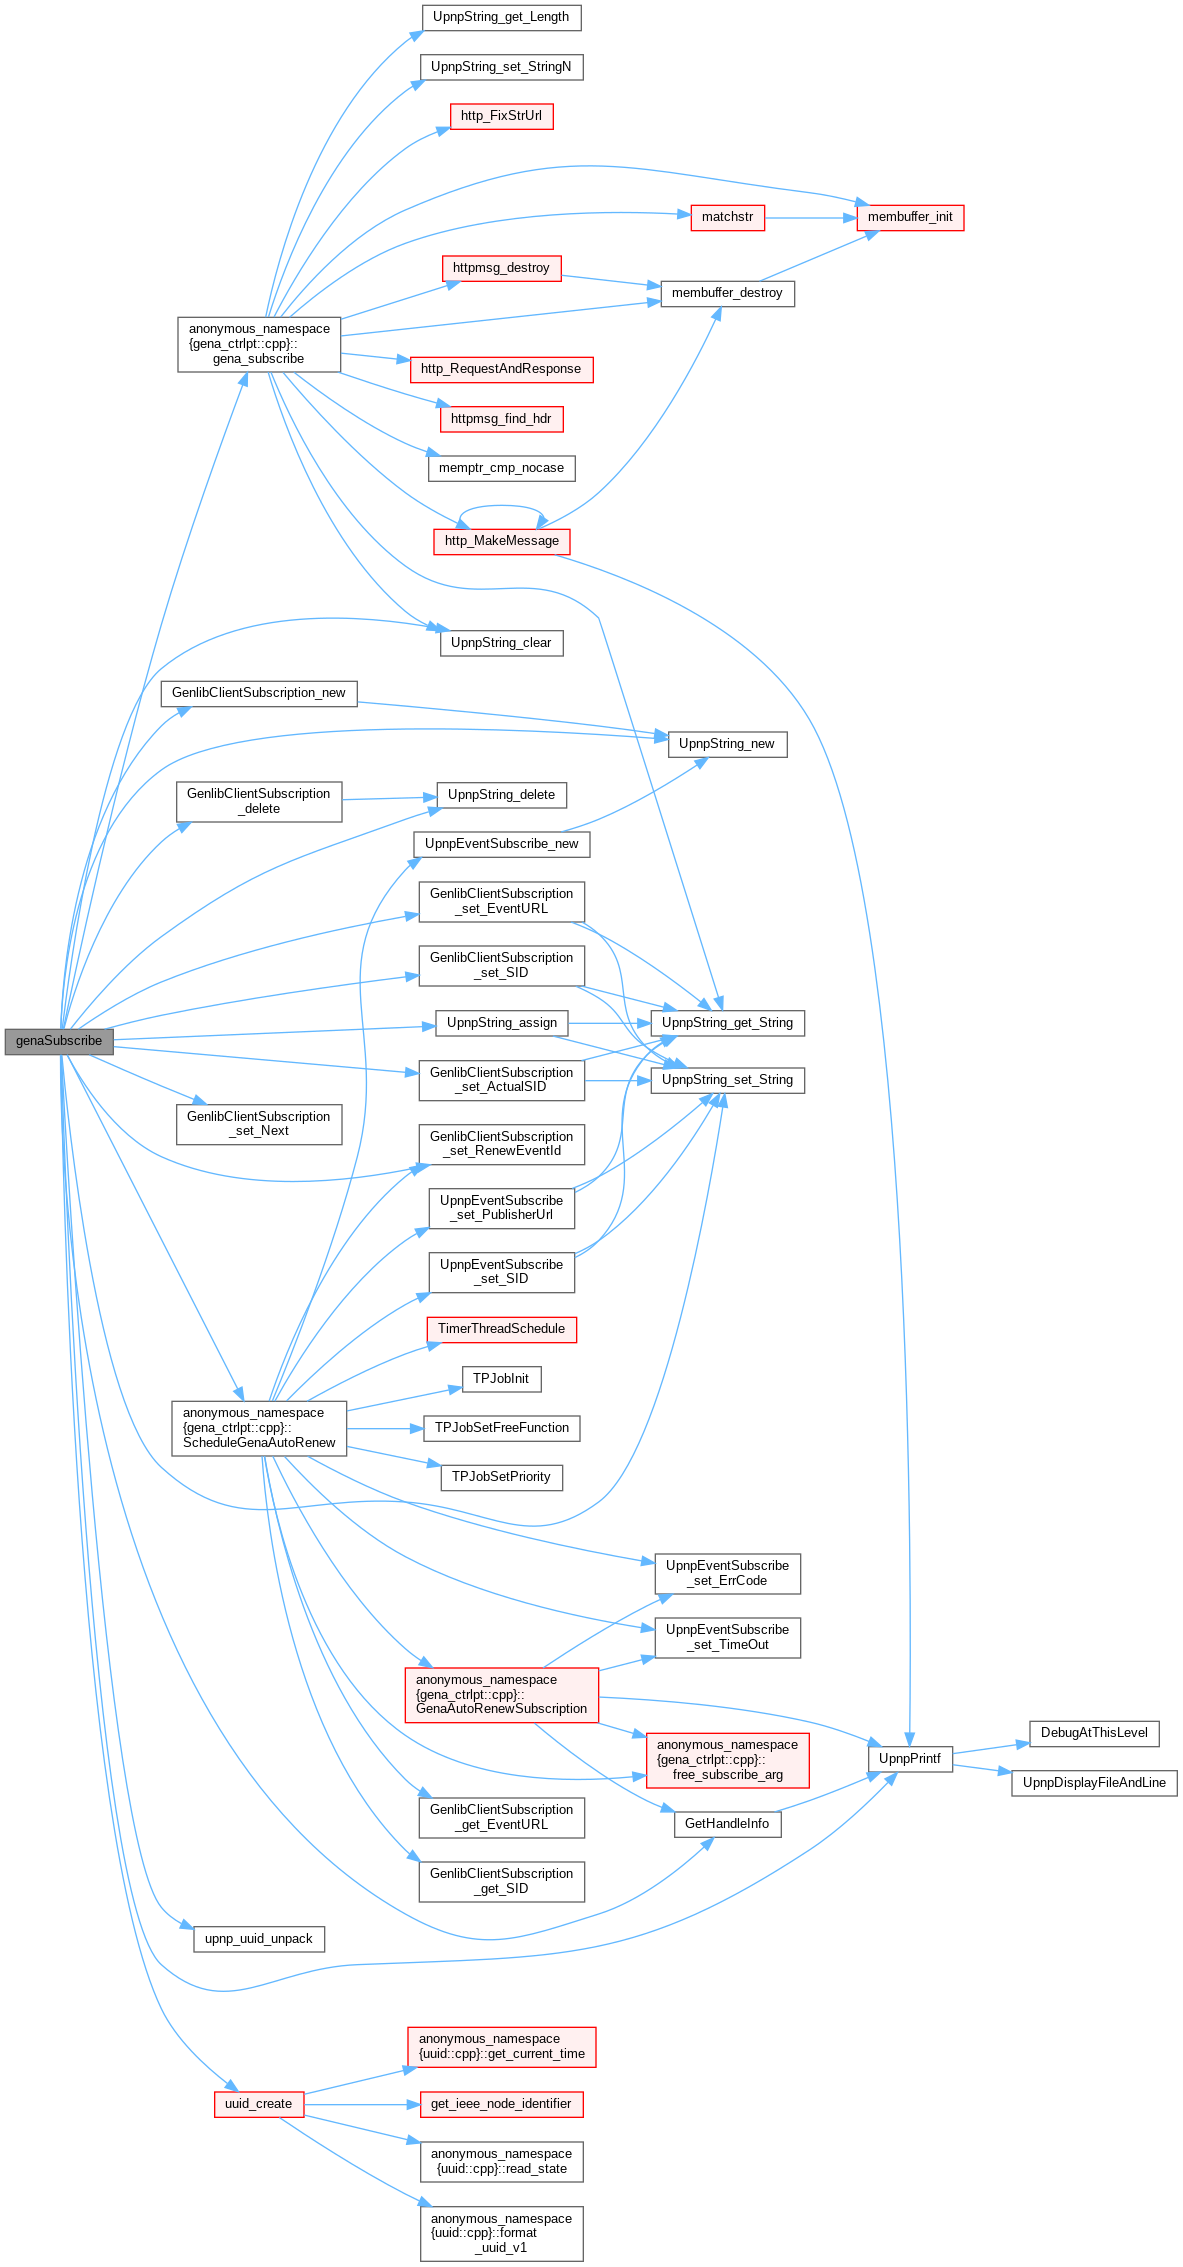 UpnpString_get_Length
UpnpString_set_StringN
http_FixStrUrl
matchstr
membuffer_init
httpmsg_destroy
membuffer_destroy
anonymous_namespace
{gena_ctrlpt::cpp}::
gena_subscribe
http_RequestAndResponse
httpmsg_find_hdr
memptr_cmp_nocase
http_MakeMessage
UpnpString_clear
GenlibClientSubscription_new
UpnpString_new
GenlibClientSubscription
_delete
UpnpString_delete
UpnpEventSubscribe_new
GenlibClientSubscription
_set_EventURL
GenlibClientSubscription
_set_SID
UpnpString_assign
UpnpString_get_String
genaSubscribe
GenlibClientSubscription
_set_ActualSID
UpnpString_set_String
GenlibClientSubscription
_set_Next
GenlibClientSubscription
_set_RenewEventId
UpnpEventSubscribe
_set_PublisherUrl
UpnpEventSubscribe
_set_SID
TimerThreadSchedule
TPJobInit
anonymous_namespace
{gena_ctrlpt::cpp}::
ScheduleGenaAutoRenew
TPJobSetFreeFunction
TPJobSetPriority
UpnpEventSubscribe
_set_ErrCode
UpnpEventSubscribe
_set_TimeOut
anonymous_namespace
{gena_ctrlpt::cpp}::
GenaAutoRenewSubscription
anonymous_namespace
{gena_ctrlpt::cpp}::
free_subscribe_arg
UpnpPrintf
DebugAtThisLevel
UpnpDisplayFileAndLine
GenlibClientSubscription
_get_EventURL
GetHandleInfo
GenlibClientSubscription
_get_SID
upnp_uuid_unpack
anonymous_namespace
{uuid::cpp}::get_current_time
uuid_create
get_ieee_node_identifier
anonymous_namespace
{uuid::cpp}::read_state
anonymous_namespace
{uuid::cpp}::format
_uuid_v1